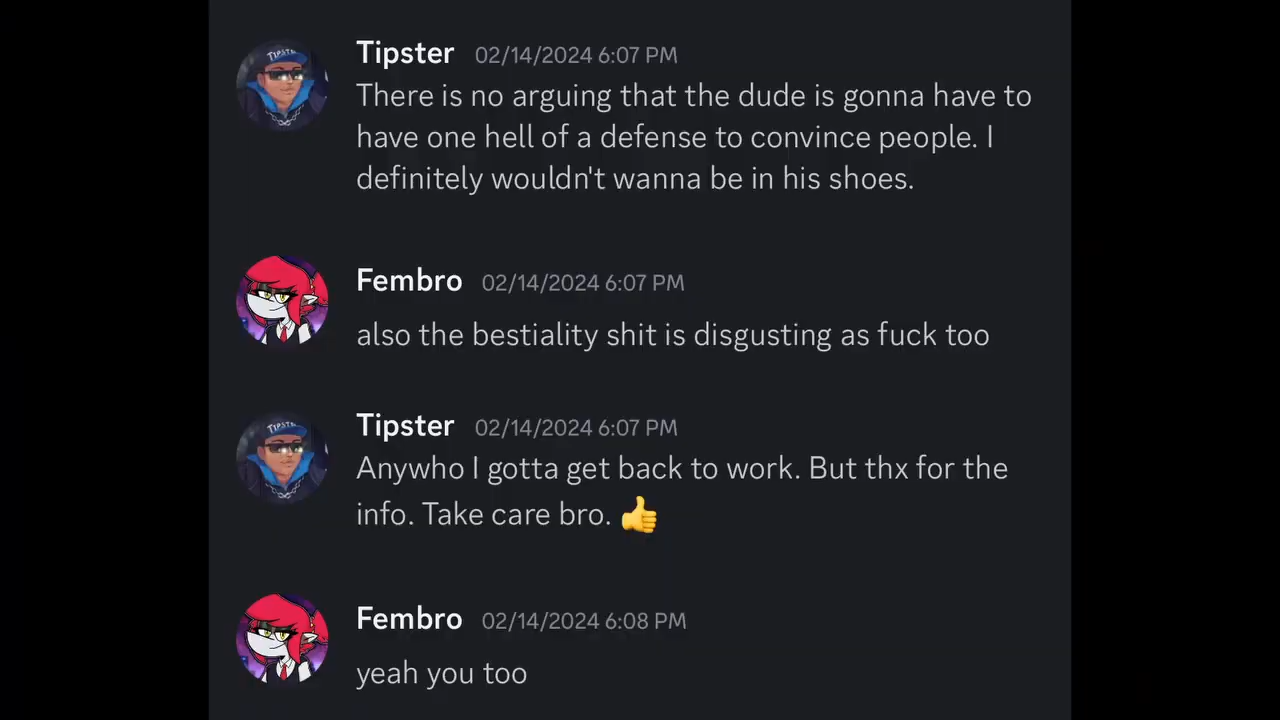 Tipster 02/14/2024 6:07 PM
There is no arguing that the dude is gonna have to
have one hell of a defense to convince people. I
definitely wouldn't wanna be in his shoes.
Fembro 02/14/2024 6:07 PM
also the bestiality shit is disgusting as fuck too
Tipster 02/14/2024 6:07 PM
Anywho I gotta get back to work. But thx for the
info. Take care bro. 👍
Fembro 02/14/2024 6:08 PM
yeah you too